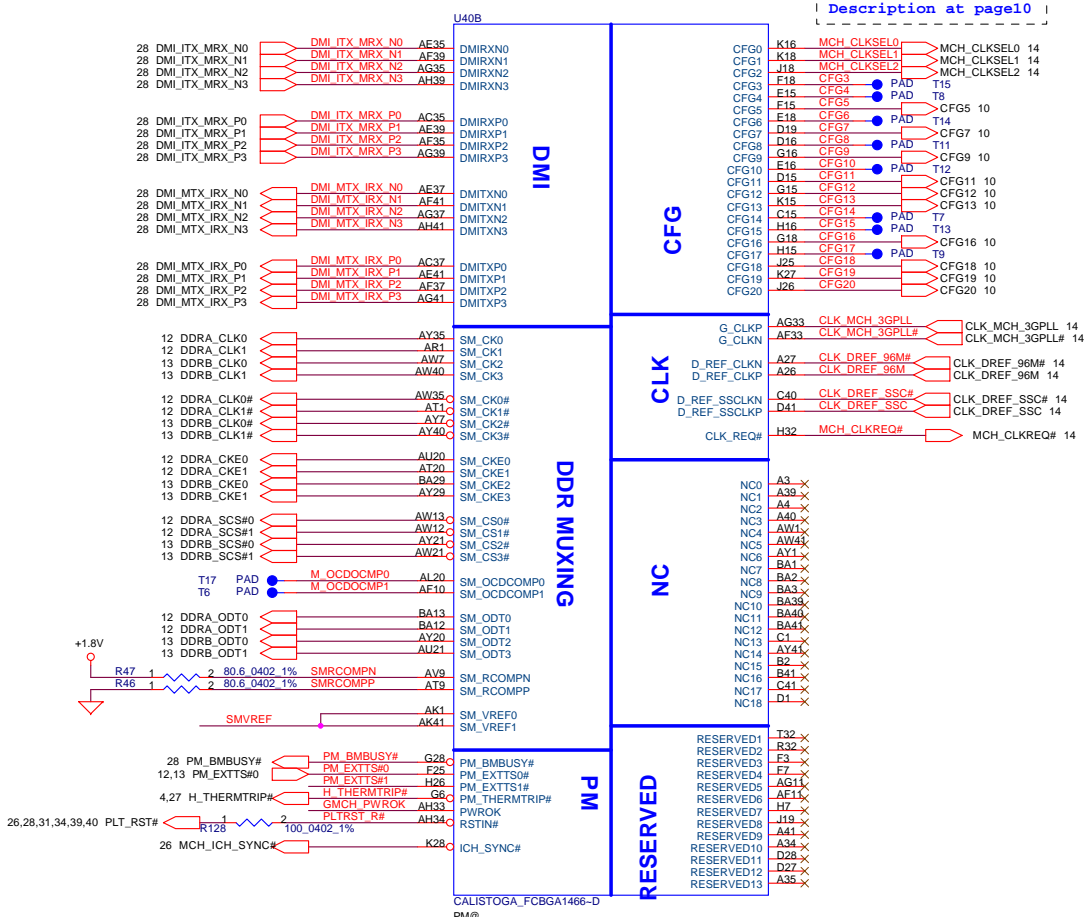 Description at page10
U40B
28 DMI_ITX_MRX_N0 DMI_ITX_MRX_N0 AE35 DMIRXN0
28 DMI_ITX_MRX_N1 DMI_ITX_MRX_N1 AF39 DMIRXN1
28 DMI_ITX_MRX_N2 DMI_ITX_MRX_N2 AG35 DMIRXN2
28 DMI_ITX_MRX_N3 DMI_ITX_MRX_N3 AH39 DMIRXN3
28 DMI_ITX_MRX_P0 DMI_ITX_MRX_P0 AC35 DMIRXP0
28 DMI_ITX_MRX_P1 DMI_ITX_MRX_P1 AE39 DMIRXP1
28 DMI_ITX_MRX_P2 DMI_ITX_MRX_P2 AF35 DMIRXP2
28 DMI_ITX_MRX_P3 DMI_ITX_MRX_P3 AG39 DMIRXP3
28 DMI_MTX_IRX_N0 DMI_MTX_IRX_N0 AE37 DMITXN0
28 DMI_MTX_IRX_N1 DMI_MTX_IRX_N1 AF41 DMITXN1
28 DMI_MTX_IRX_N2 DMI_MTX_IRX_N2 AG37 DMITXN2
28 DMI_MTX_IRX_N3 DMI_MTX_IRX_N3 AH41 DMITXN3
28 DMI_MTX_IRX_P0 DMI_MTX_IRX_P0 AC37 DMITXP0
28 DMI_MTX_IRX_P1 DMI_MTX_IRX_P1 AE41 DMITXP1
28 DMI_MTX_IRX_P2 DMI_MTX_IRX_P2 AF37 DMITXP2
28 DMI_MTX_IRX_P3 DMI_MTX_IRX_P3 AG41 DMITXP3
DMI
12 DDRA_CLK0 AY35 SM_CK0
12 DDRA_CLK1 AR1 SM_CK1
13 DDRB_CLK0 AW7 SM_CK2
13 DDRB_CLK1 AW40 SM_CK3
12 DDRA_CLK0# AW35 SM_CK0#
12 DDRA_CLK1# AT1 SM_CK1#
13 DDRB_CLK0# AY7 SM_CK2#
13 DDRB_CLK1# AY40 SM_CK3#
12 DDRA_CKE0 AU20 SM_CKE0
12 DDRA_CKE1 AT20 SM_CKE1
13 DDRB_CKE0 BA29 SM_CKE2
13 DDRB_CKE1 AY29 SM_CKE3
12 DDRA_SCS#0 AW13 SM_CS0#
12 DDRA_SCS#1 AW12 SM_CS1#
13 DDRB_SCS#0 AY21 SM_CS2#
13 DDRB_SCS#1 AW21 SM_CS3#
T17 PAD M_OCDOCMP0 AL20 SM_OCDCOMP0
T6 PAD M_OCDOCMP1 AF10 SM_OCDCOMP1
12 DDRA_ODT0 BA13 SM_ODT0
12 DDRA_ODT1 BA12 SM_ODT1
13 DDRB_ODT0 AY20 SM_ODT2
13 DDRB_ODT1 AU21 SM_ODT3
+1.8V
R47 1 2 80.6_0402_1% SMRCOMPN AV9 SM_RCOMPN
R46 1 2 80.6_0402_1% SMRCOMPP AT9 SM_RCOMPP
AK1 SM_VREF0
SMVREF AK41 SM_VREF1
DDR MUXING
28 PM_BMBUSY# PM_BMBUSY# G28 PM_BMBUSY#
12,13 PM_EXTTS#0 PM_EXTTS#0 F25 PM_EXTTS0#
PM_EXTTS#1 H26 PM_EXTTS1#
4,27 H_THERMTRIP# H_THERMTRIP# G6 PM_THERMTRIP#
GMCH_PWROK AH33 PWROK
26,28,31,34,39,40 PLT_RST# R128 1 2 100_0402_1% PLTRST_R# AH34 RSTIN#
26 MCH_ICH_SYNC# K28 ICH_SYNC#
PM
CFG0 K16 MCH_CLKSEL0 MCH_CLKSEL0 14
CFG1 K18 MCH_CLKSEL1 MCH_CLKSEL1 14
CFG2 J18 MCH_CLKSEL2 MCH_CLKSEL2 14
CFG3 F18 CFG3 PAD T15
CFG4 E15 CFG4 PAD T8
CFG5 F15 CFG5 CFG5 10
CFG6 E18 CFG6 PAD T14
CFG7 D19 CFG7 CFG7 10
CFG8 D16 CFG8 PAD T11
CFG9 G16 CFG9 CFG9 10
CFG10 E16 CFG10 PAD T12
CFG11 D15 CFG11 CFG11 10
CFG12 G15 CFG12 CFG12 10
CFG13 K15 CFG13 CFG13 10
CFG14 C15 CFG14 PAD T7
CFG15 H16 CFG15 PAD T13
CFG16 G18 CFG16 CFG16 10
CFG17 H15 CFG17 PAD T9
CFG18 J25 CFG18 CFG18 10
CFG19 K27 CFG19 CFG19 10
CFG20 J26 CFG20 CFG20 10
CFG
G_CLKP AG33 CLK_MCH_3GPLL CLK_MCH_3GPLL 14
G_CLKN AF33 CLK_MCH_3GPLL# CLK_MCH_3GPLL# 14
D_REF_CLKN A27 CLK_DREF_96M# CLK_DREF_96M# 14
D_REF_CLKP A26 CLK_DREF_96M CLK_DREF_96M 14
D_REF_SSCLKN C40 CLK_DREF_SSC# CLK_DREF_SSC# 14
D_REF_SSCLKP D41 CLK_DREF_SSC CLK_DREF_SSC 14
CLK_REQ# H32 MCH_CLKREQ# MCH_CLKREQ# 14
CLK
NC0 A3
NC1 A39
NC2 A4
NC3 A40
NC4 AW1
NC5 AW41
NC6 AY1
NC7 BA1
NC8 BA2
NC9 BA3
NC10 BA39
NC11 BA40
NC12 BA41
NC13 C1
NC14 AY41
NC15 B2
NC16 B41
NC17 C41
NC18 D1
NC
RESERVED1 T32
RESERVED2 R32
RESERVED3 F3
RESERVED4 F7
RESERVED5 AG11
RESERVED6 AF11
RESERVED7 H7
RESERVED8 J19
RESERVED9 A41
RESERVED10 A34
RESERVED11 D28
RESERVED12 D27
RESERVED13 A35
RESERVED
CALISTOGA_FCBGA1466~D
PM@